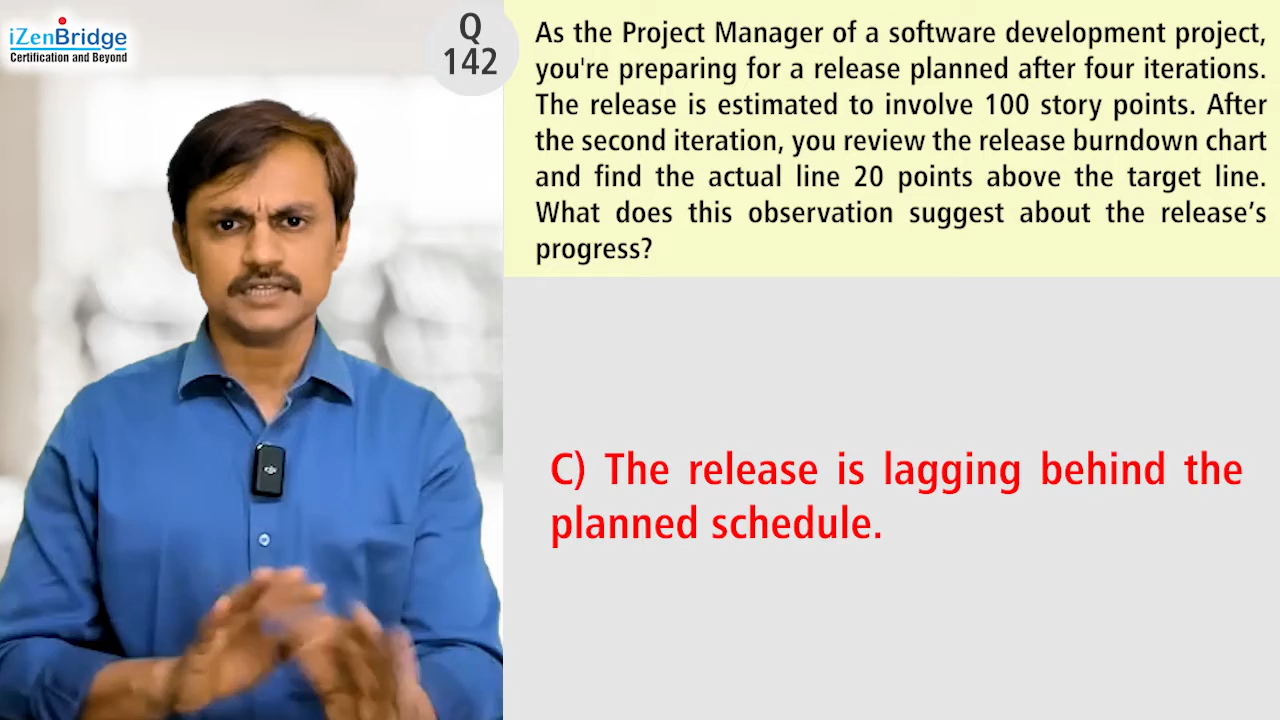 iZenBridge
Certification and Beyond
Q
142
As the Project Manager of a software development project,
you're preparing for a release planned after four iterations.
The release is estimated to involve 100 story points. After
the second iteration, you review the release burndown chart
and find the actual line 20 points above the target line.
What does this observation suggest about the release’s
progress?
C) The release is lagging behind the
planned schedule.